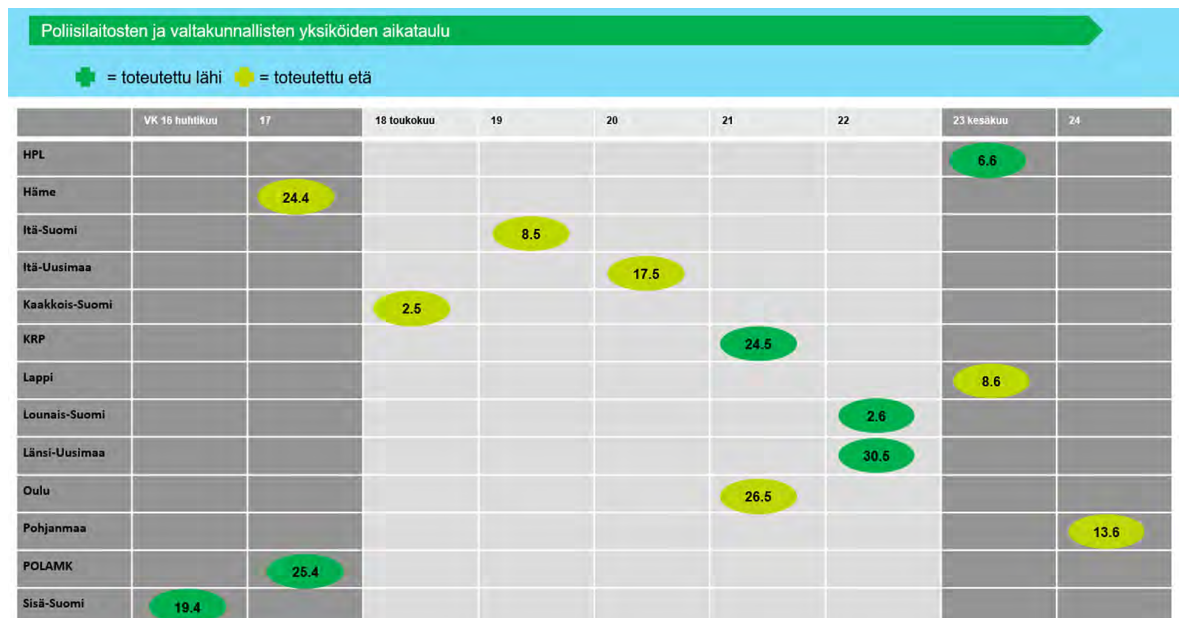 Poliisilaitosten ja valtakunnallisten yksiköiden aikataulu
= toteutettu lähi = toteutettu etä
VK 16 huhtikuu 17 18 toukokuu 19 20 21 22 23 kesäkuu 24
HPL 6.6
Häme 24.4
Itä-Suomi 8.5
Itä-Uusimaa 17.5
Kaakkois-Suomi 2.5
KRP 24.5
Lappi 8.6
Lounais-Suomi 2.6
Länsi-Uusimaa 30.5
Oulu 26.5
Pohjanmaa 13.6
POLAMK 25.4
Sisä-Suomi 19.4